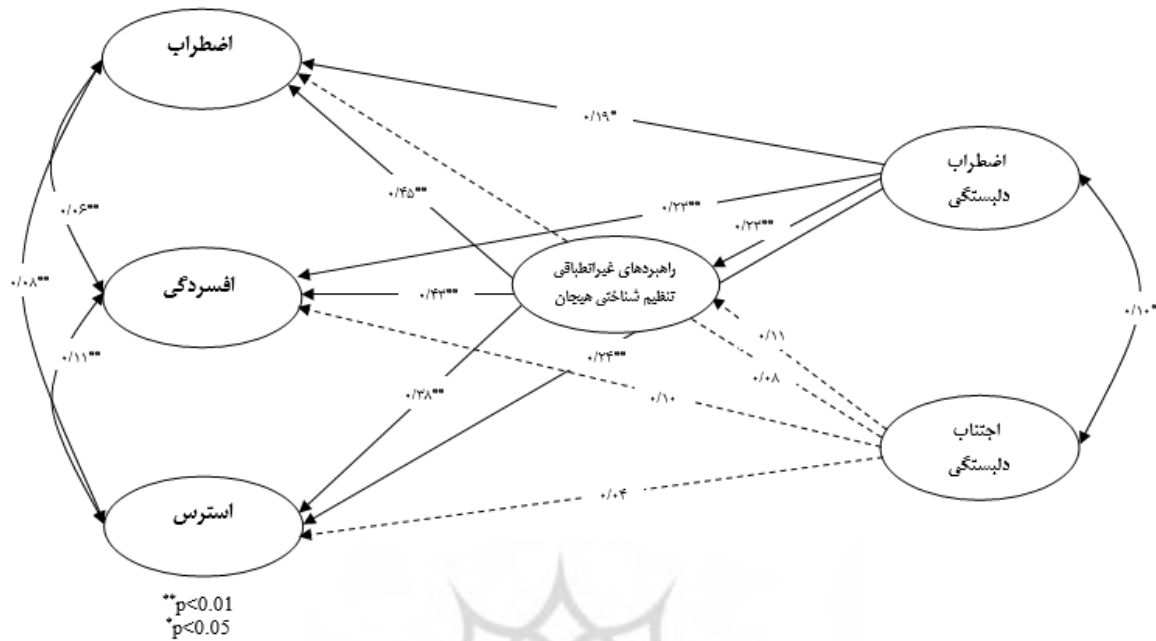 اضطراب
۰/۱۹*
اضطراب
دلبستگی
۰/۴۵**
۰/۰۶**
۰/۲۳**
۰/۲۳**
۰/۰۸**
راهبردهای غیرانطباقی
تنظیم شناختی هیجان
افسردگی
۰/۴۳**
۰/۱۰*
۰/۱۱**
۰/۱۱
۰/۲۴**
۰/۰۸
۰/۳۸**
۰/۱۰
اجتناب
دلبستگی
۰/۰۴
استرس
**p<0.01
*p<0.05